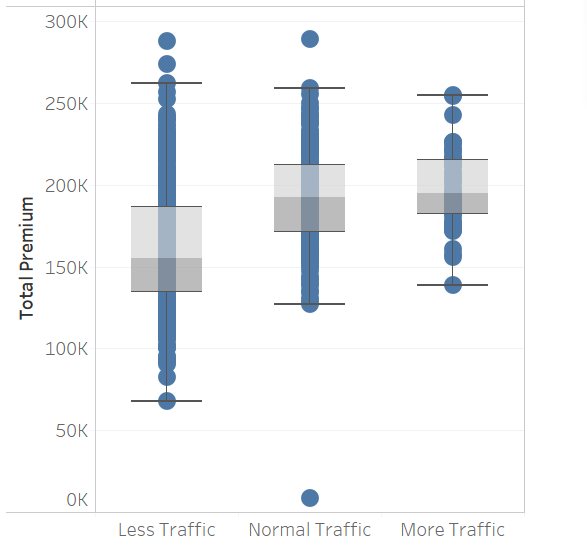 300K
250K
200K
150K
100K
50K
0K
Total Premium
Less Traffic
Normal Traffic
More Traffic